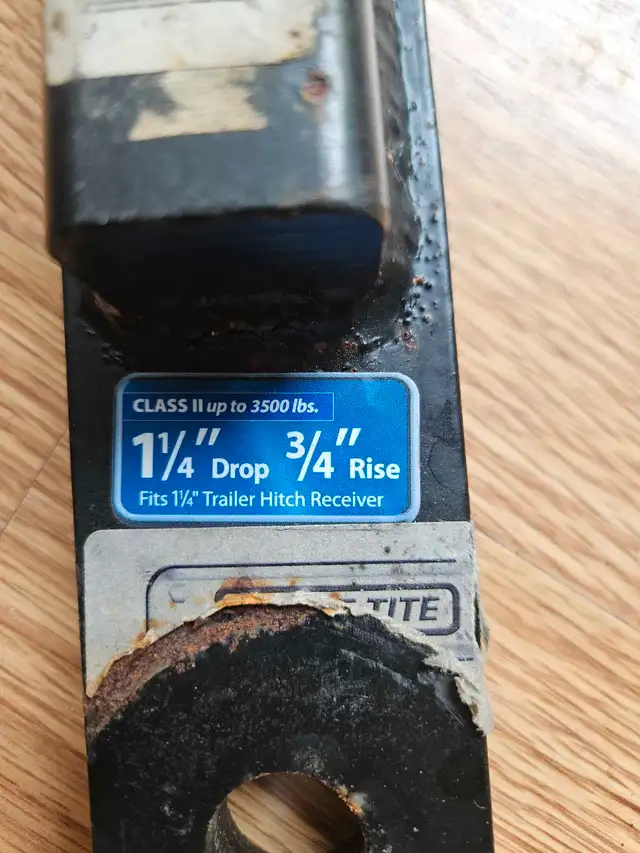 CLASS II up to 3500 lbs.
1¼" Drop ¾" Rise
Fits 1¼" Trailer Hitch Receiver
TITE